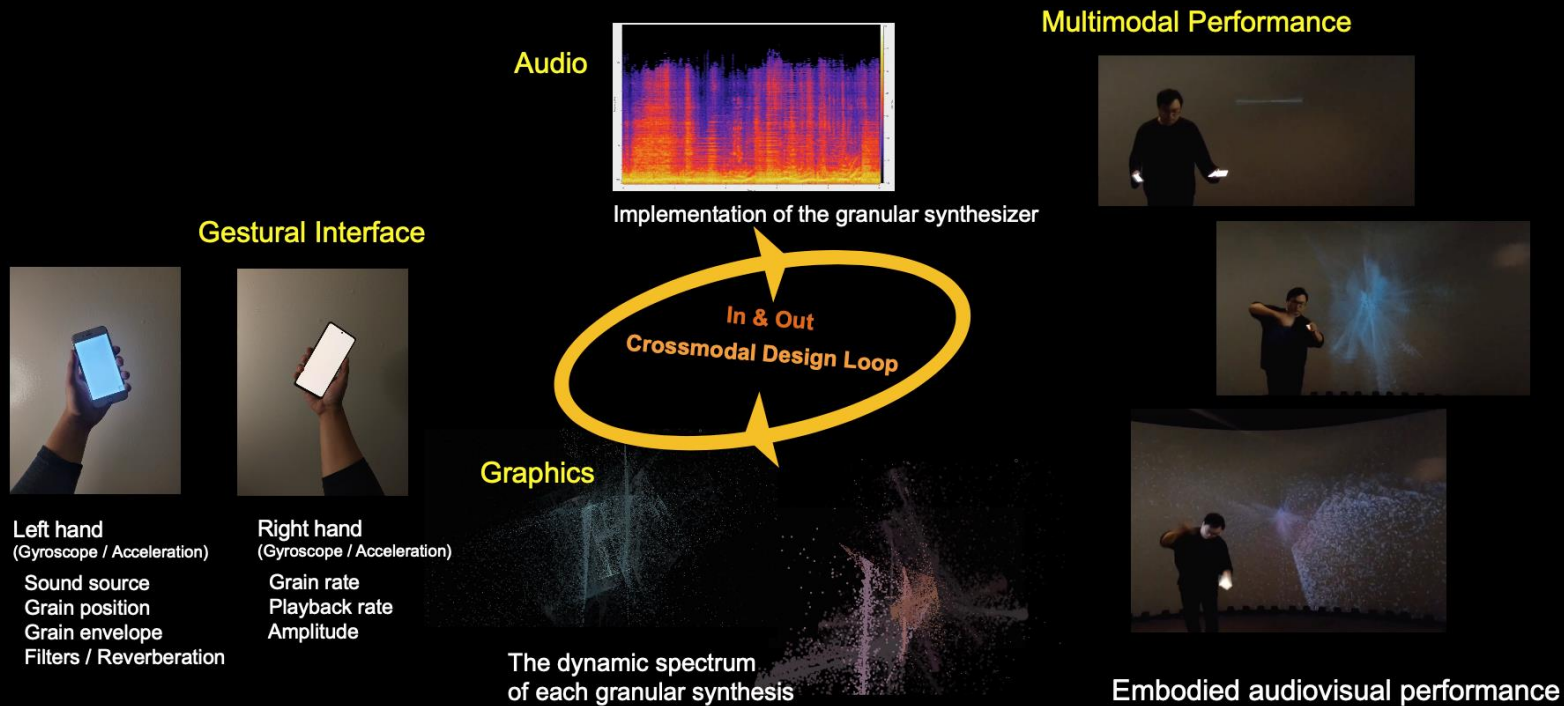 Multimodal Performance
Audio
Implementation of the granular synthesizer
Gestural Interface
In & Out
Crossmodal Design Loop
Graphics
Left hand
(Gyroscope / Acceleration)
Sound source
Grain position
Grain envelope
Filters / Reverberation
Right hand
(Gyroscope / Acceleration)
Grain rate
Playback rate
Amplitude
The dynamic spectrum
of each granular synthesis
Embodied audiovisual performance